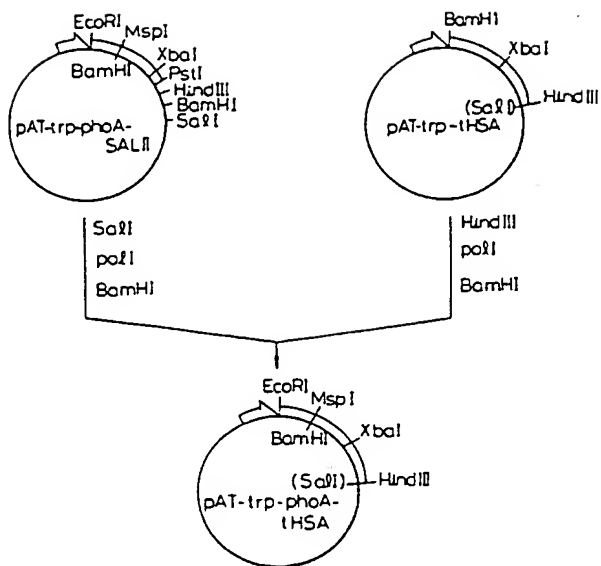 EcoRI
MspI
BamHI
XbaI
PstI
HindIII
BamHI
SalI
pAT-trp-phoA-
SALII
BamHI
XbaI
(SalI)
HindIII
pAT-trp-tHSA
SalI
polI
BamHI
HindIII
polI
BamHI
EcoRI
MspI
BamHI
XbaI
(SalI)
HindIII
pAT-trp-phoA-
tHSA